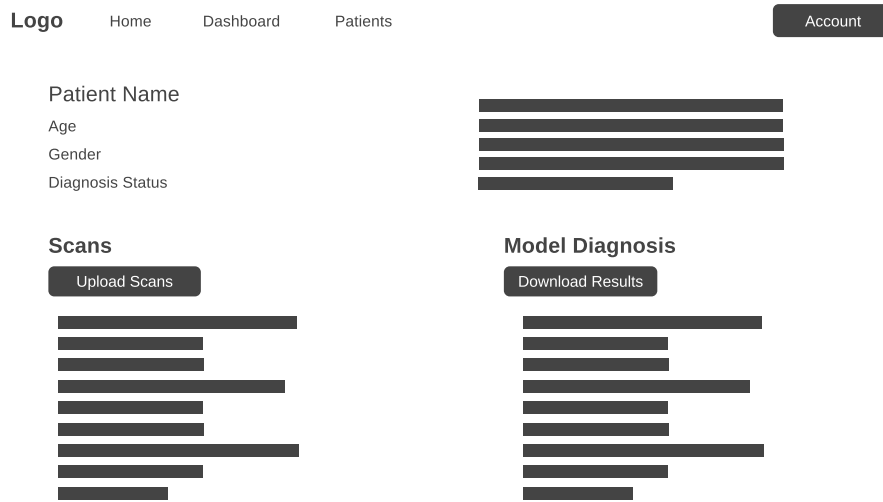 Logo Home Dashboard Patients Account
Patient Name
Age
Gender
Diagnosis Status
Scans
Upload Scans
Model Diagnosis
Download Results